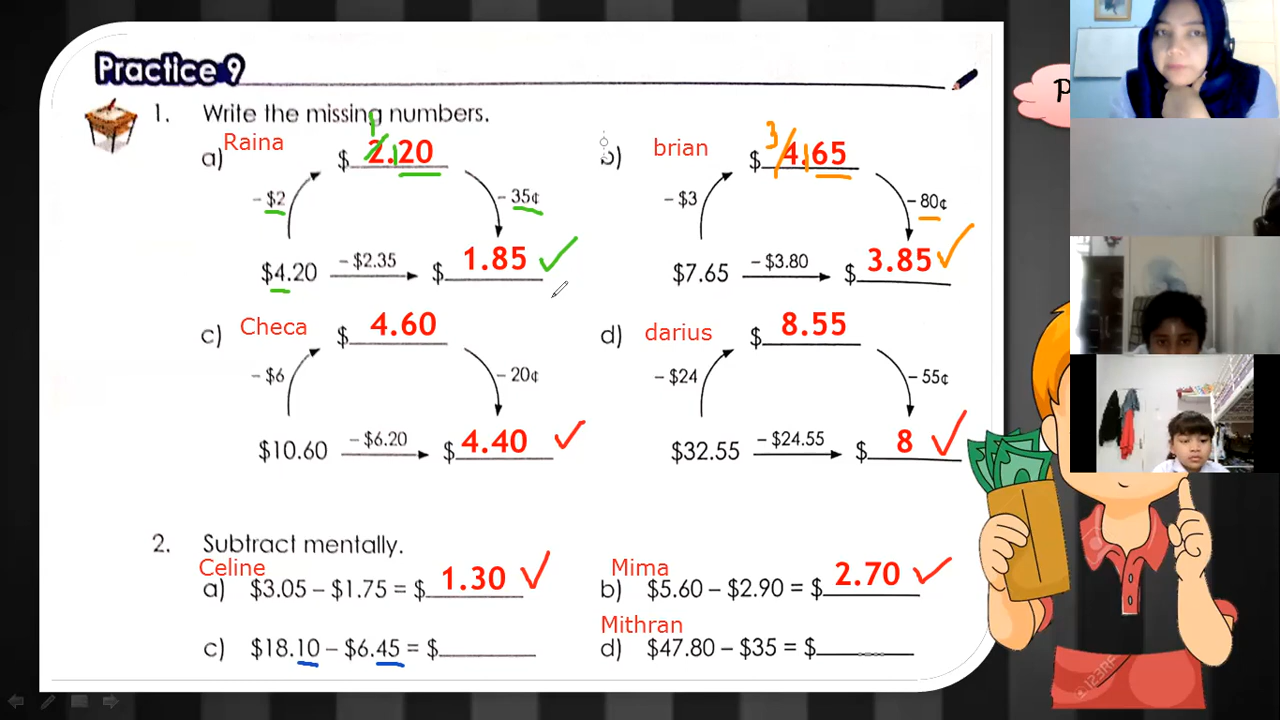 Practice 9
1. Write the missing numbers.
a) Raina $ 2.20
1
1
- $2
- 35¢
$4.20 - $2.35 $ 1.85
b) brian $ 4.65
3
1
- $3
- 80¢
$7.65 - $3.80 $ 3.85
c) Checa $ 4.60
- $6
- 20¢
$10.60 - $6.20 $ 4.40
d) darius $ 8.55
- $24
- 55¢
$32.55 - $24.55 $ 8
2. Subtract mentally.
Celine
a) $3.05 – $1.75 = $ 1.30
Mima
b) $5.60 – $2.90 = $ 2.70
c) $18.10 – $6.45 = $
Mithran
d) $47.80 – $35 = $
P
123RF